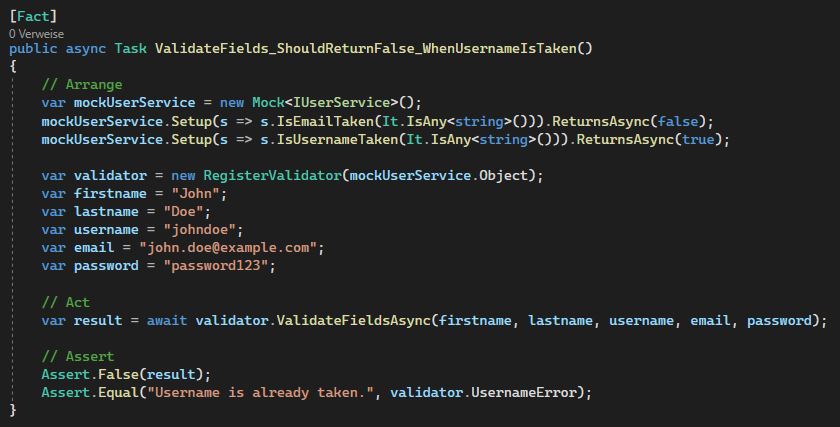 [Fact]
0 Verweise
public async Task ValidateFields_ShouldReturnFalse_WhenUsernameIsTaken()
{
    // Arrange
    var mockUserService = new Mock<IUserService>();
    mockUserService.Setup(s => s.IsEmailTaken(It.IsAny<string>())).ReturnsAsync(false);
    mockUserService.Setup(s => s.IsUsernameTaken(It.IsAny<string>())).ReturnsAsync(true);

    var validator = new RegisterValidator(mockUserService.Object);
    var firstname = "John";
    var lastname = "Doe";
    var username = "johndoe";
    var email = "john.doe@example.com";
    var password = "password123";

    // Act
    var result = await validator.ValidateFieldsAsync(firstname, lastname, username, email, password);

    // Assert
    Assert.False(result);
    Assert.Equal("Username is already taken.", validator.UsernameError);
}